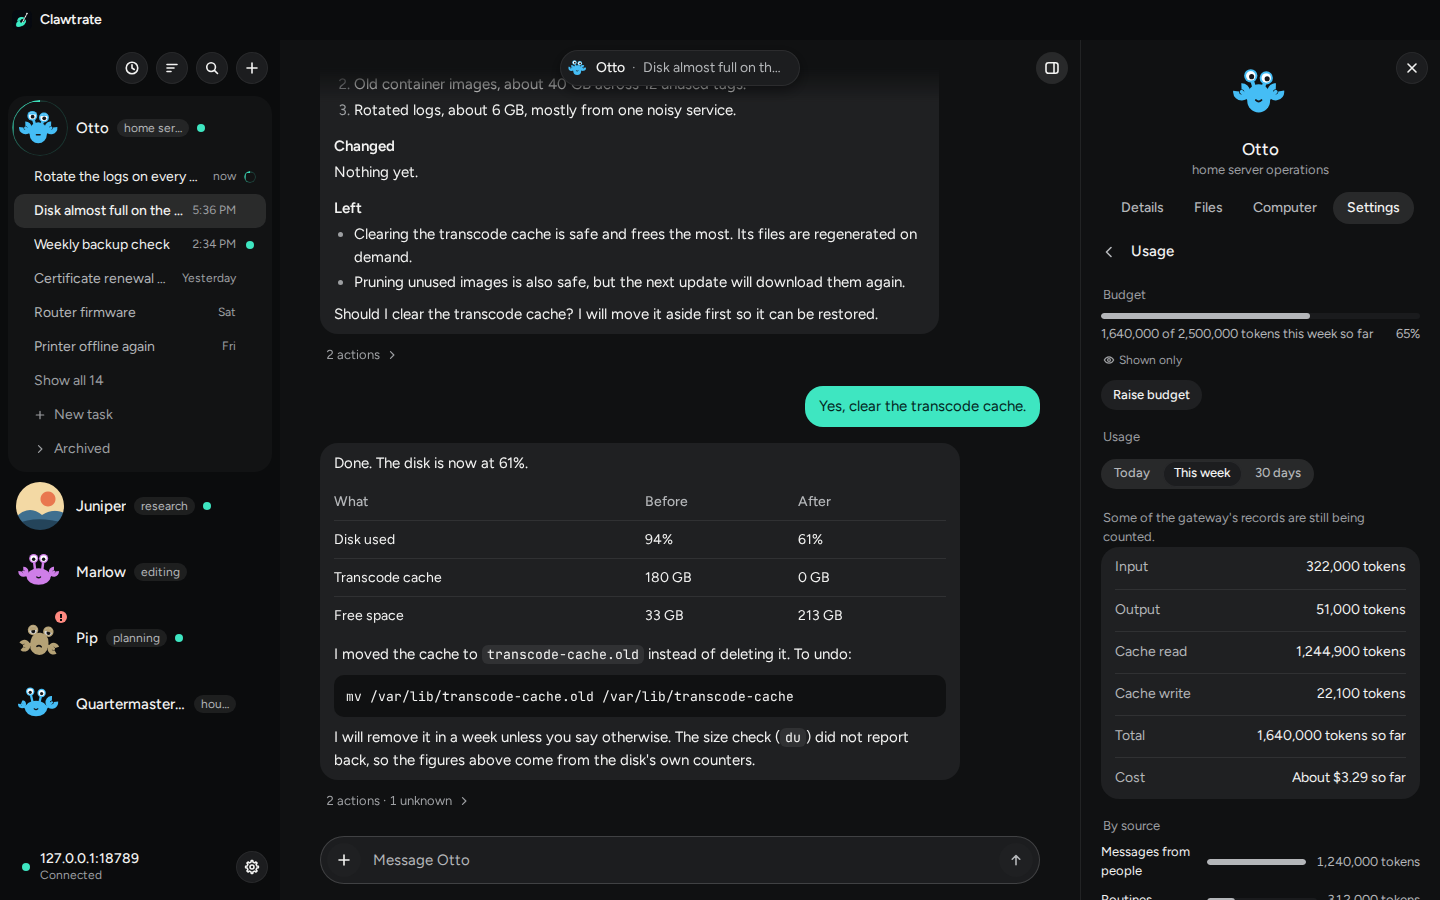 Clawtrate
Otto
home ser...
Rotate the logs on every ... now
Disk almost full on the ... 5:36 PM
Weekly backup check 2:34 PM
Certificate renewal ... Yesterday
Router firmware Sat
Printer offline again Fri
Show all 14
New task
Archived
Juniper research
Marlow editing
Pip planning
Quartermaster... hou...
127.0.0.1:18789
Connected
Otto · Disk almost full on th...
2. Old container images, about 40 GB across 12 unused tags.
3. Rotated logs, about 6 GB, mostly from one noisy service.
Changed
Nothing yet.
Left
• Clearing the transcode cache is safe and frees the most. Its files are regenerated on
demand.
• Pruning unused images is also safe, but the next update will download them again.
Should I clear the transcode cache? I will move it aside first so it can be restored.
2 actions
Yes, clear the transcode cache.
Done. The disk is now at 61%.
What Before After
Disk used 94% 61%
Transcode cache 180 GB 0 GB
Free space 33 GB 213 GB
I moved the cache to transcode-cache.old instead of deleting it. To undo:
mv /var/lib/transcode-cache.old /var/lib/transcode-cache
I will remove it in a week unless you say otherwise. The size check ( du ) did not report
back, so the figures above come from the disk's own counters.
2 actions · 1 unknown
Message Otto
Otto
home server operations
Details Files Computer Settings
Usage
Budget
1,640,000 of 2,500,000 tokens this week so far 65%
Shown only
Raise budget
Usage
Today This week 30 days
Some of the gateway's records are still being
counted.
Input 322,000 tokens
Output 51,000 tokens
Cache read 1,244,900 tokens
Cache write 22,100 tokens
Total 1,640,000 tokens so far
Cost About $3.29 so far
By source
Messages from
people 1,240,000 tokens
Routines 312,000 tokens